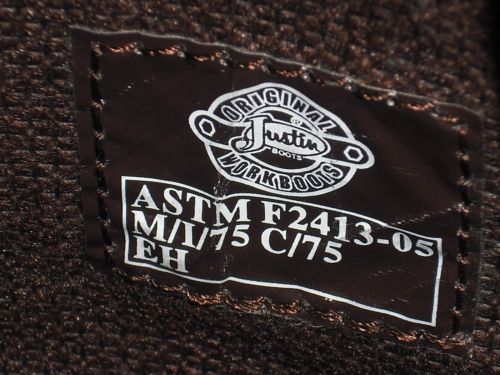 ORIGINAL
Justin
BOOTS
WORKBOOTS
ASTM F2413-05
M/I/75 C/75
EH